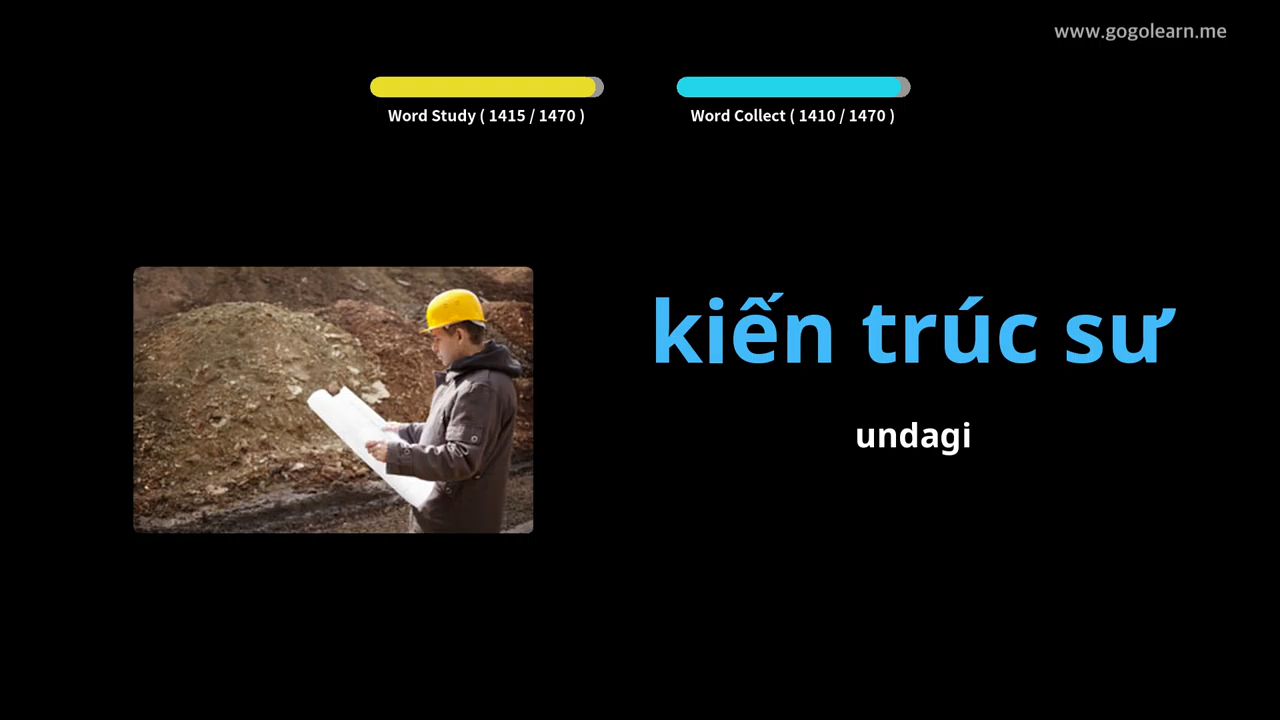 www.gogolearn.me
Word Study ( 1415 / 1470 )
Word Collect ( 1410 / 1470 )
kiến trúc sư
undagi